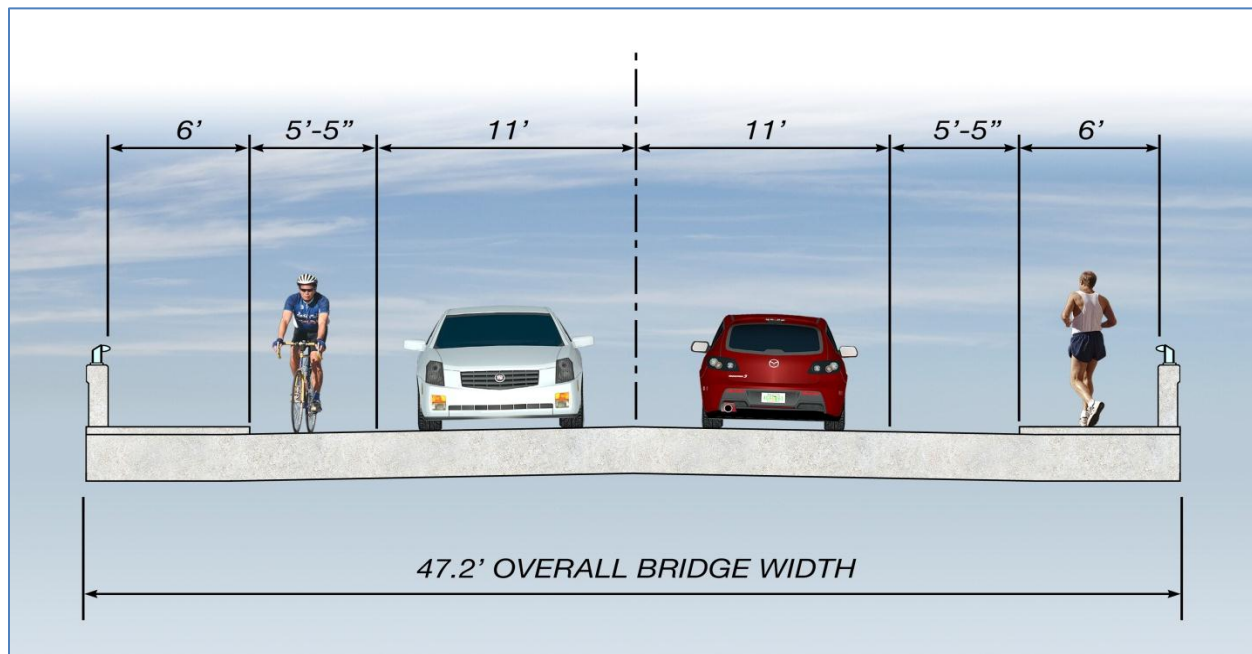 6’ 5’-5” 11’ 11’ 5’-5” 6’
47.2’ OVERALL BRIDGE WIDTH